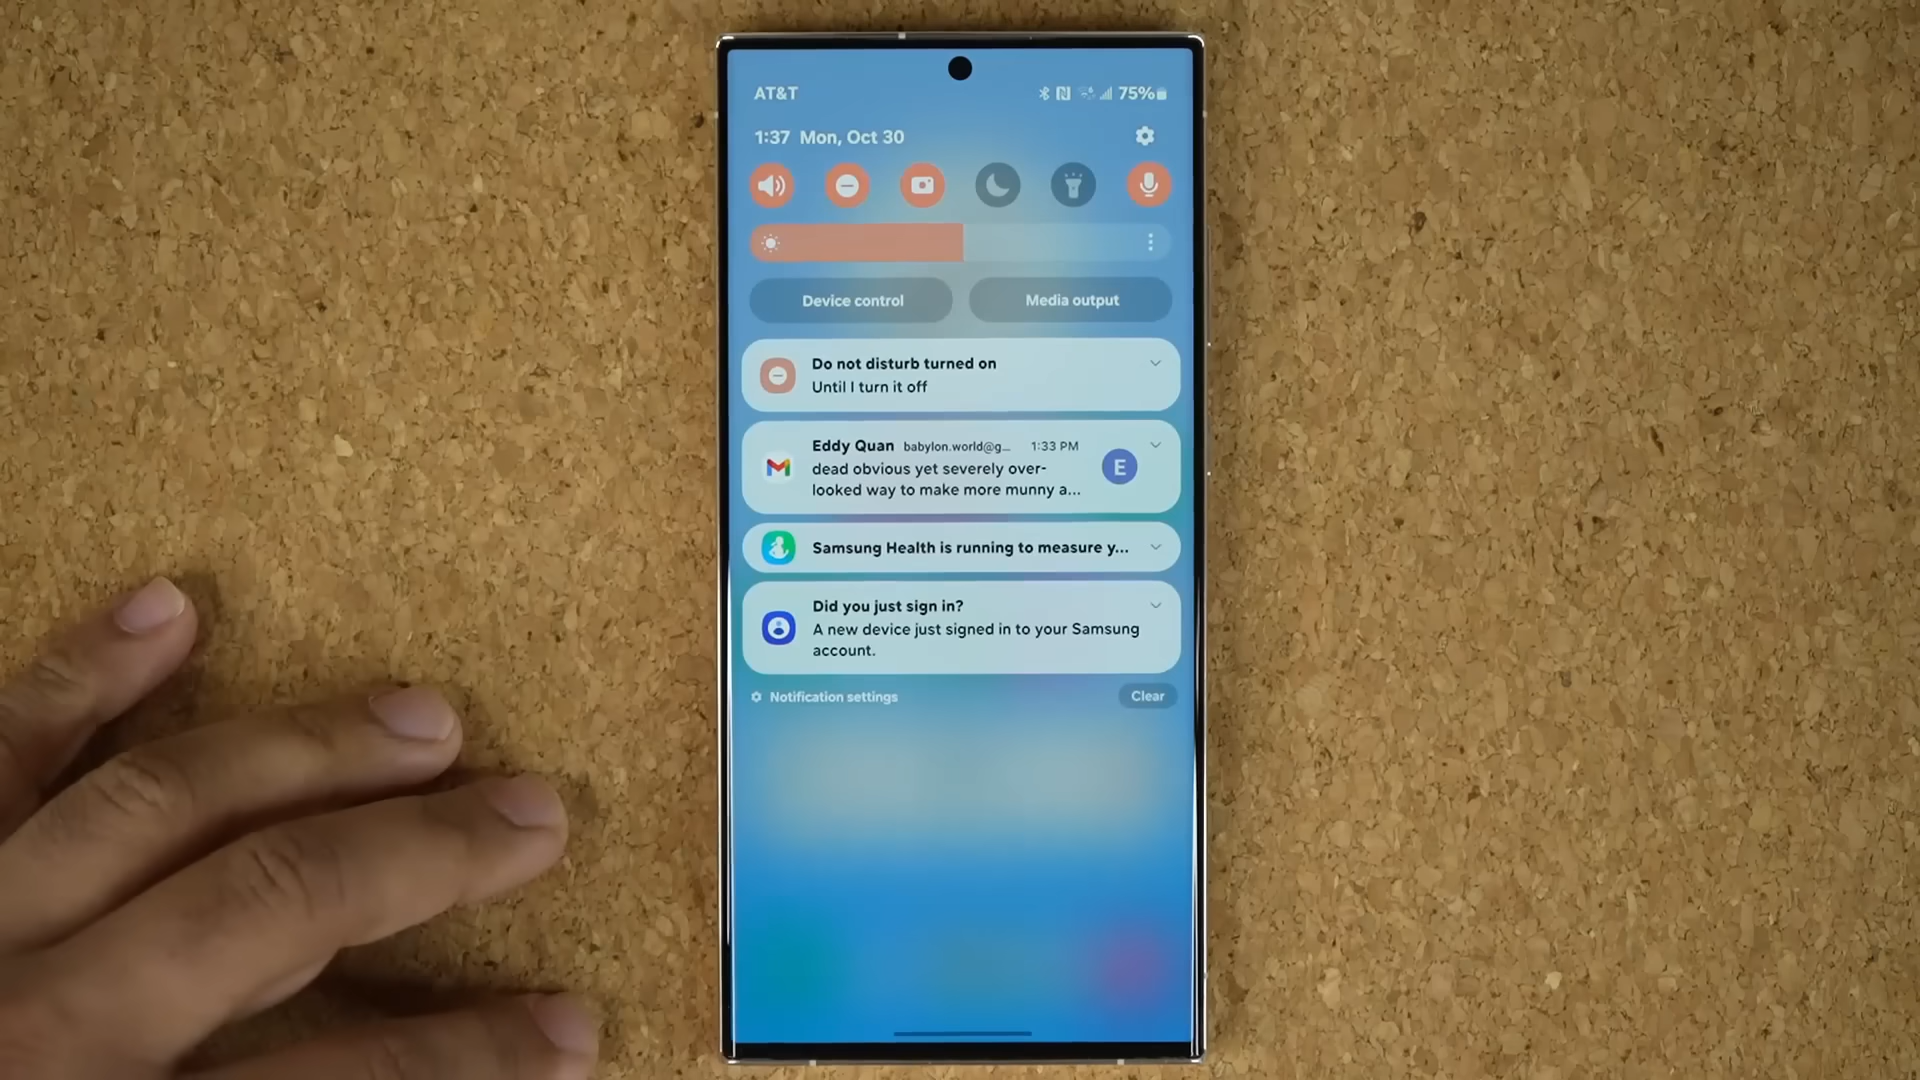 AT&T 75%
1:37 Mon, Oct 30
Device control
Media output
Do not disturb turned on
Until I turn it off
Eddy Quan babylon.world@g... 1:33 PM
dead obvious yet severely over-
looked way to make more munny a...
E
Samsung Health is running to measure y...
Did you just sign in?
A new device just signed in to your Samsung
account.
Notification settings
Clear